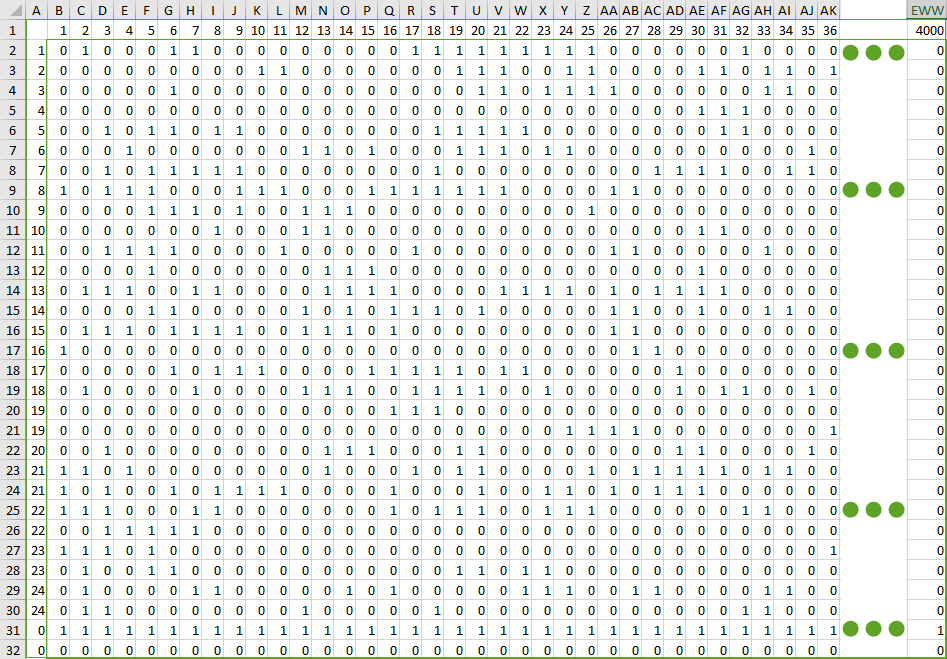 A B C D E F G H I J K L M N O P Q R S T U V W X Y Z AA AB AC AD AE AF AG AH AI AJ AK EWW
1 1 2 3 4 5 6 7 8 9 10 11 12 13 14 15 16 17 18 19 20 21 22 23 24 25 26 27 28 29 30 31 32 33 34 35 36 4000
2 1 0 1 0 0 0 1 1 0 0 0 0 0 0 0 0 0 1 1 1 1 1 1 1 1 1 0 0 0 0 0 0 1 0 0 0 0 0
3 2 0 0 0 0 0 0 0 0 0 1 1 0 0 0 0 0 0 0 1 1 1 0 0 1 1 0 0 0 0 1 1 0 1 1 0 1 0
4 3 0 0 0 0 0 1 0 0 0 0 0 0 0 0 0 0 0 0 0 1 1 0 1 1 1 1 0 0 0 0 0 0 1 1 0 0 0
5 4 0 0 0 0 0 0 0 0 0 0 0 0 0 0 0 0 0 0 0 0 0 0 0 0 0 0 0 0 0 1 1 1 0 0 0 0 0
6 5 0 0 1 0 1 1 0 1 1 0 0 0 0 0 0 0 0 1 1 1 1 1 0 0 0 0 0 0 0 0 1 1 0 0 0 0 0
7 6 0 0 0 1 0 0 0 0 0 0 0 1 1 0 1 0 0 0 1 1 1 0 1 1 0 0 0 0 0 0 0 0 0 0 1 0 0
8 7 0 0 1 0 1 1 1 1 1 0 0 0 0 0 0 0 0 1 0 0 0 0 0 0 0 0 0 1 1 1 1 0 0 1 1 0 0
9 8 1 0 1 1 1 0 0 0 1 1 1 0 0 0 1 1 1 1 1 1 1 0 0 0 0 1 1 0 0 0 0 0 0 0 0 0 0
10 9 0 0 0 0 1 1 1 0 1 0 0 1 1 1 0 0 0 0 0 0 0 0 0 0 1 0 0 0 0 0 0 0 0 0 0 0 0
11 10 0 0 0 0 0 0 0 1 0 0 0 1 1 0 0 0 0 0 0 0 0 0 0 0 0 0 0 0 0 1 1 0 0 0 0 0 0
12 11 0 0 1 1 1 1 0 0 0 0 1 0 0 0 0 0 1 0 0 0 0 0 0 0 0 1 1 0 0 0 0 0 1 0 0 0 0
13 12 0 0 0 0 1 0 0 0 0 0 0 0 1 1 1 0 0 0 0 0 0 0 0 0 0 0 0 0 0 1 0 0 0 0 0 0 0
14 13 0 1 1 1 0 0 1 1 0 0 0 0 1 1 1 1 0 0 0 0 1 1 1 1 0 1 0 1 1 1 1 0 0 0 0 0 0
15 14 0 0 0 0 1 1 0 0 0 0 0 1 0 1 0 1 1 1 0 1 0 0 0 0 0 1 1 0 0 1 0 0 1 1 0 0 0
16 15 0 1 1 1 0 1 1 1 1 0 0 1 1 1 0 1 0 0 0 0 0 0 0 0 0 1 1 0 0 0 0 0 0 0 0 0 0
17 16 1 0 0 0 0 0 0 0 0 0 0 0 0 0 0 0 0 0 0 0 0 0 0 0 0 0 1 1 0 0 0 0 0 0 0 0 0
18 17 0 0 0 0 0 1 0 1 1 1 0 0 0 0 1 1 1 1 1 0 1 1 0 0 0 0 0 0 1 0 0 0 0 0 0 0 0
19 18 0 1 0 0 0 0 1 0 0 0 0 1 1 1 0 0 1 1 1 1 0 0 1 0 0 0 0 0 1 0 1 1 0 0 1 0 0
20 19 0 0 0 0 0 0 0 0 0 0 0 0 0 0 0 1 1 1 0 0 0 0 0 0 0 0 0 0 0 0 0 0 0 0 0 0 0
21 19 0 0 0 0 0 0 0 0 0 0 0 0 0 0 0 0 0 0 0 0 0 0 0 1 1 1 1 0 0 0 0 0 0 0 0 1 0
22 20 0 0 1 0 0 0 0 0 0 0 0 0 1 1 1 0 0 0 1 1 0 0 0 0 0 0 0 0 1 1 0 0 0 0 1 0 0
23 21 1 1 0 1 0 0 0 0 0 0 0 0 1 0 0 0 1 0 1 1 0 0 0 0 1 0 1 1 1 1 1 0 1 1 0 0 0
24 21 1 0 1 0 0 1 0 1 1 1 1 0 0 0 0 1 0 0 0 1 0 0 1 1 0 1 0 1 1 1 0 0 0 0 0 0 0
25 22 1 1 1 0 0 0 1 1 0 0 0 0 0 0 0 1 0 1 1 1 0 0 1 1 1 0 0 0 0 0 0 1 1 0 0 0 0
26 22 0 0 1 1 1 1 1 0 0 0 0 0 0 0 0 0 0 0 0 0 0 0 0 0 0 0 0 0 0 0 0 0 0 0 0 0 0
27 23 1 1 1 0 1 0 0 0 0 0 0 0 0 0 0 0 0 0 0 0 0 0 0 0 0 0 0 0 0 0 0 0 0 0 0 1 0
28 23 0 1 0 0 1 1 0 0 0 0 0 0 0 0 0 0 0 0 1 1 0 1 1 0 0 0 0 0 0 0 0 0 0 0 0 0 0
29 24 0 1 0 0 0 0 1 1 0 0 0 0 0 1 0 1 0 0 0 0 0 1 1 1 0 0 1 1 0 0 0 0 1 1 0 0 0
30 24 0 1 1 0 0 0 0 0 0 0 0 1 0 0 0 0 0 1 0 0 0 0 0 0 0 0 0 0 0 0 0 1 1 0 0 0 0
31 0 1 1 1 1 1 1 1 1 1 1 1 1 1 1 1 1 1 1 1 1 1 1 1 1 1 1 1 1 1 1 1 1 1 1 1 1 1
32 0 0 0 0 0 0 0 0 0 0 0 0 0 0 0 0 0 0 0 0 0 0 0 0 0 0 0 0 0 0 0 0 0 0 0 0 0 0